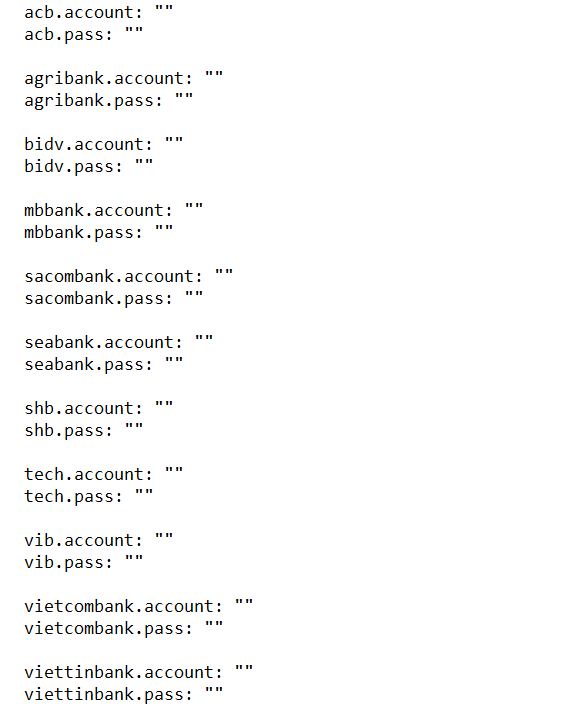 acb.account: ""
acb.pass: ""
agribank.account: ""
agribank.pass: ""
bidv.account: ""
bidv.pass: ""
mbbank.account: ""
mbbank.pass: ""
sacombank.account: ""
sacombank.pass: ""
seabank.account: ""
seabank.pass: ""
shb.account: ""
shb.pass: ""
tech.account: ""
tech.pass: ""
vib.account: ""
vib.pass: ""
vietcombank.account: ""
vietcombank.pass: ""
viettinbank.account: ""
viettinbank.pass: ""